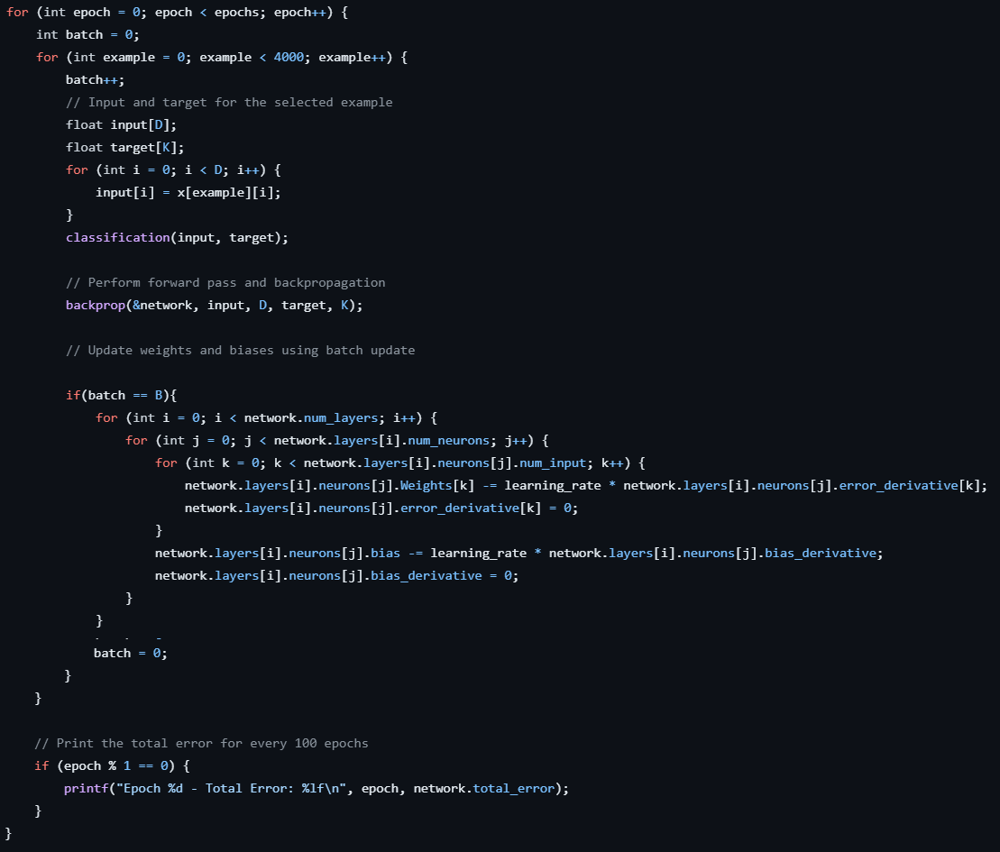 for (int epoch = 0; epoch < epochs; epoch++) {
    int batch = 0;
    for (int example = 0; example < 4000; example++) {
        batch++;
        // Input and target for the selected example
        float input[D];
        float target[K];
        for (int i = 0; i < D; i++) {
            input[i] = x[example][i];
        }
        classification(input, target);

        // Perform forward pass and backpropagation
        backprop(&network, input, D, target, K);

        // Update weights and biases using batch update

        if(batch == B){
            for (int i = 0; i < network.num_layers; i++) {
                for (int j = 0; j < network.layers[i].num_neurons; j++) {
                    for (int k = 0; k < network.layers[i].neurons[j].num_input; k++) {
                        network.layers[i].neurons[j].Weights[k] -= learning_rate * network.layers[i].neurons[j].error_derivative[k];
                        network.layers[i].neurons[j].error_derivative[k] = 0;
                    }
                    network.layers[i].neurons[j].bias -= learning_rate * network.layers[i].neurons[j].bias_derivative;
                    network.layers[i].neurons[j].bias_derivative = 0;
                }
            }
            batch = 0;
        }
    }

    // Print the total error for every 100 epochs
    if (epoch % 1 == 0) {
        printf("Epoch %d - Total Error: %lf\n", epoch, network.total_error);
    }
}